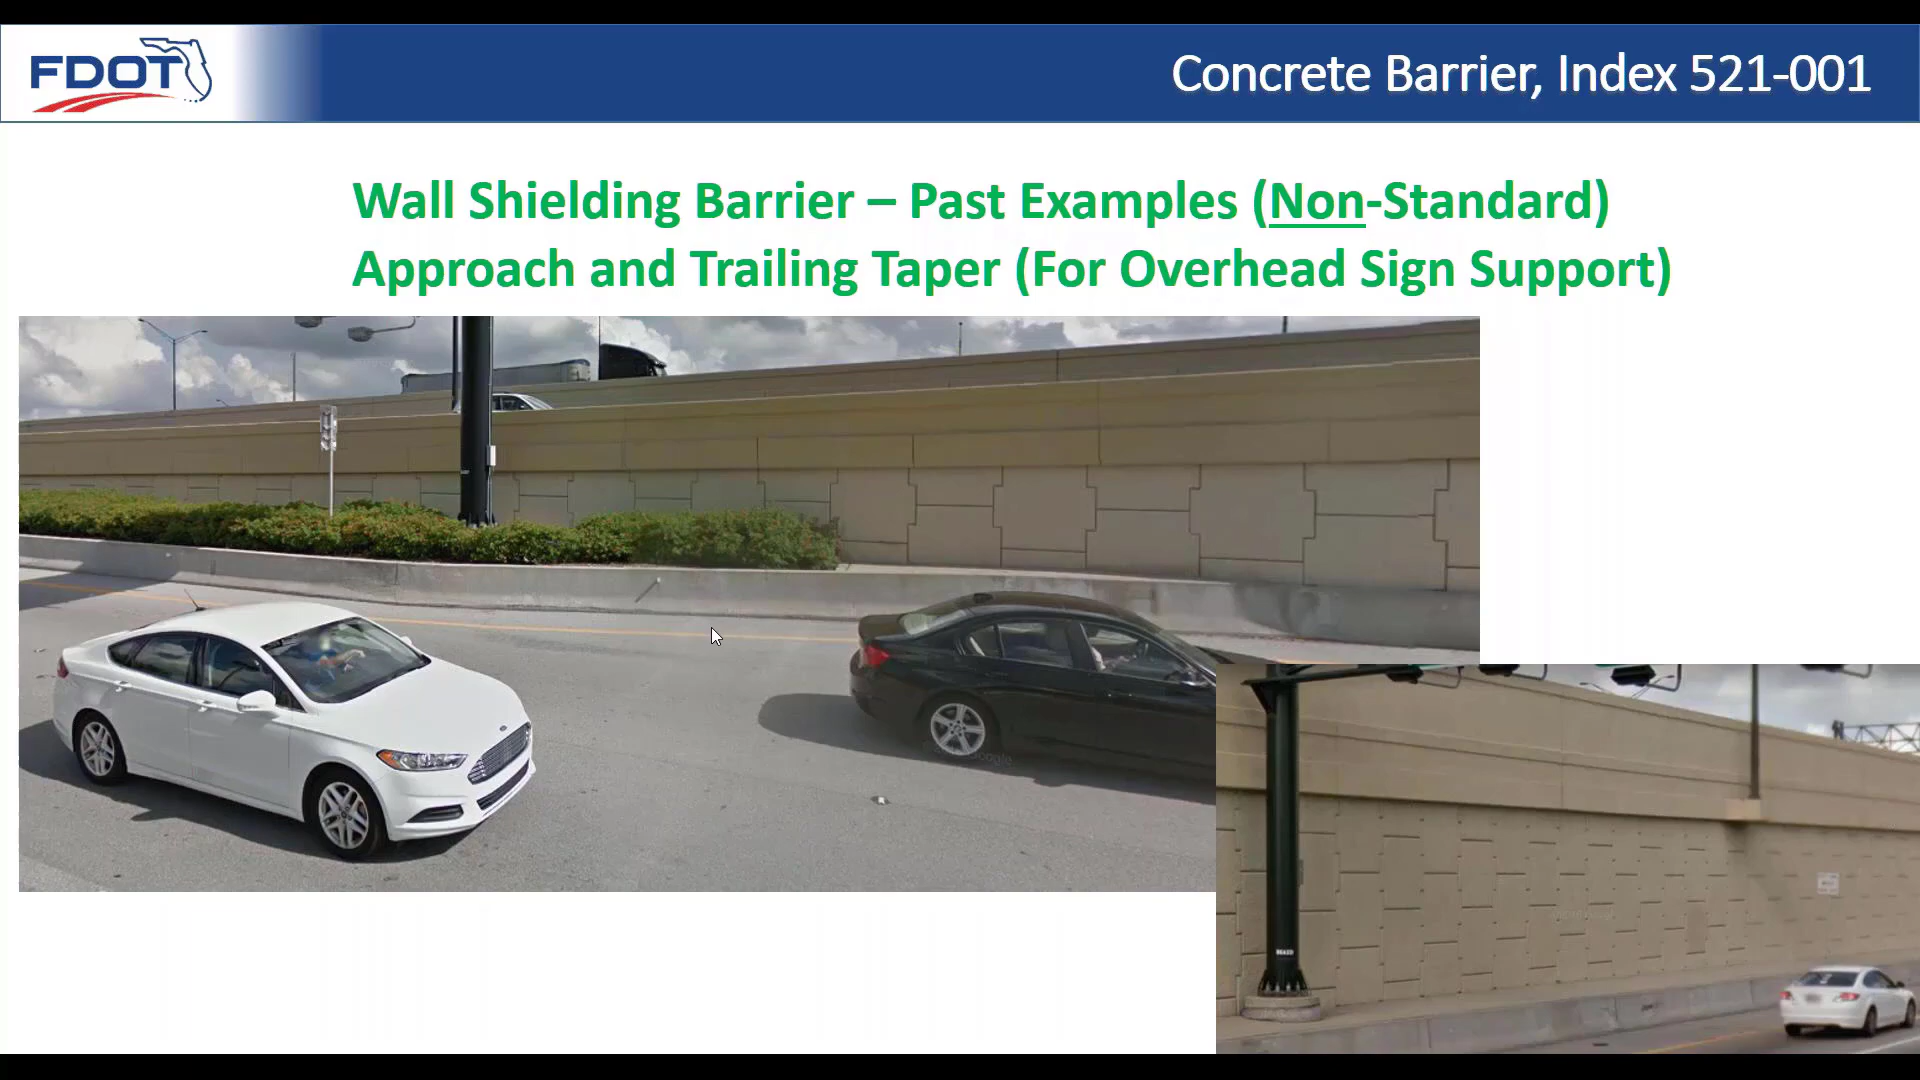 FDOT
Concrete Barrier, Index 521-001
Wall Shielding Barrier – Past Examples (Non-Standard)
Approach and Trailing Taper (For Overhead Sign Support)
Google